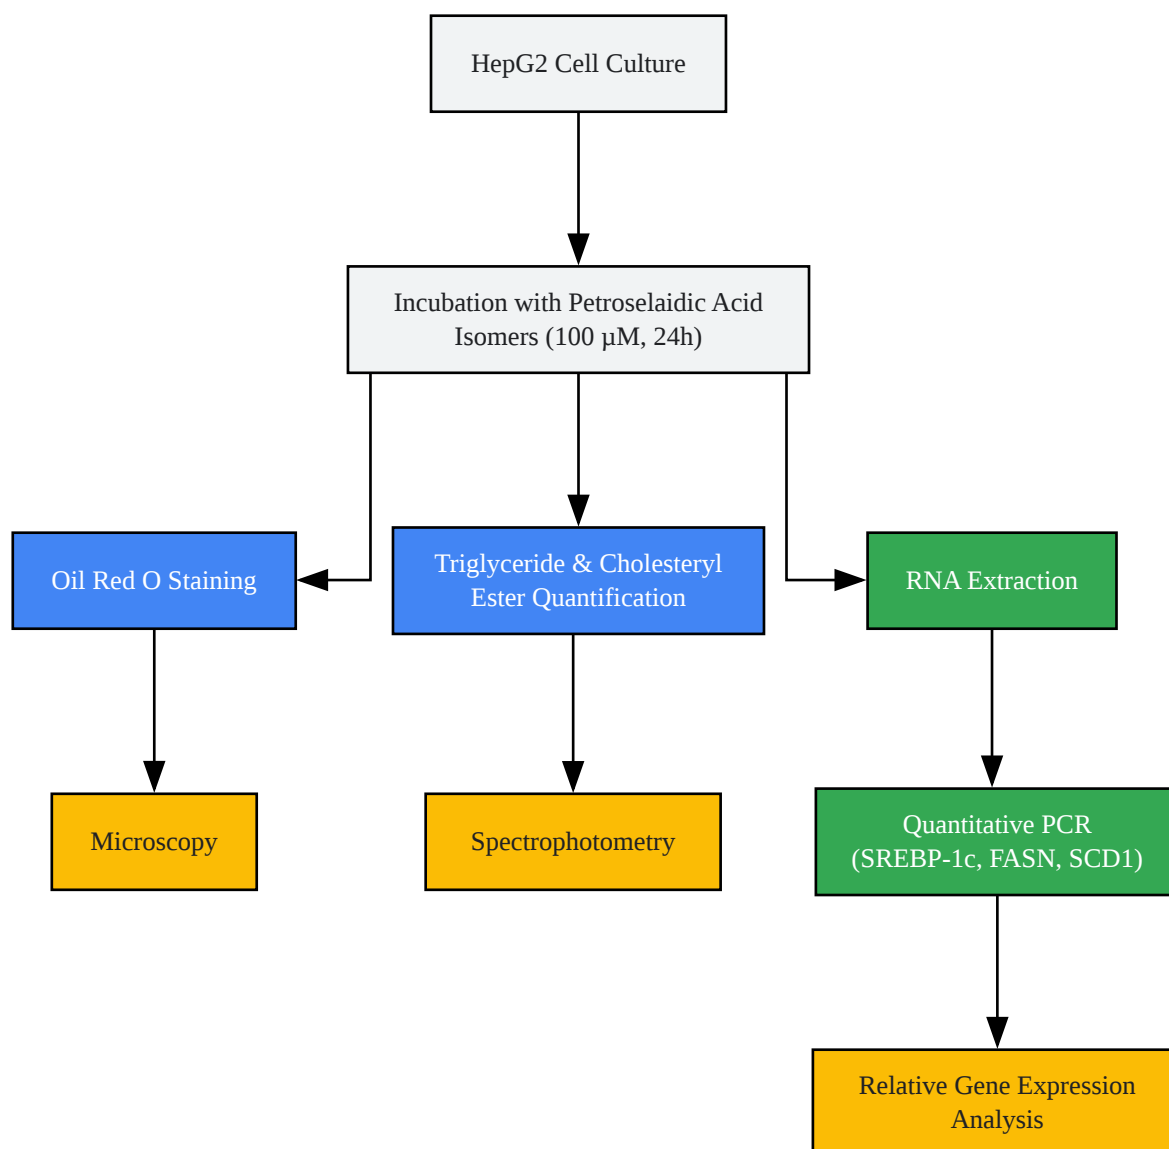 HepG2 Cell Culture
Incubation with Petroselaidic Acid
Isomers (100 µM, 24h)
Oil Red O Staining
Triglyceride & Cholesteryl
Ester Quantification
RNA Extraction
Microscopy
Spectrophotometry
Quantitative PCR
(SREBP-1c, FASN, SCD1)
Relative Gene Expression
Analysis